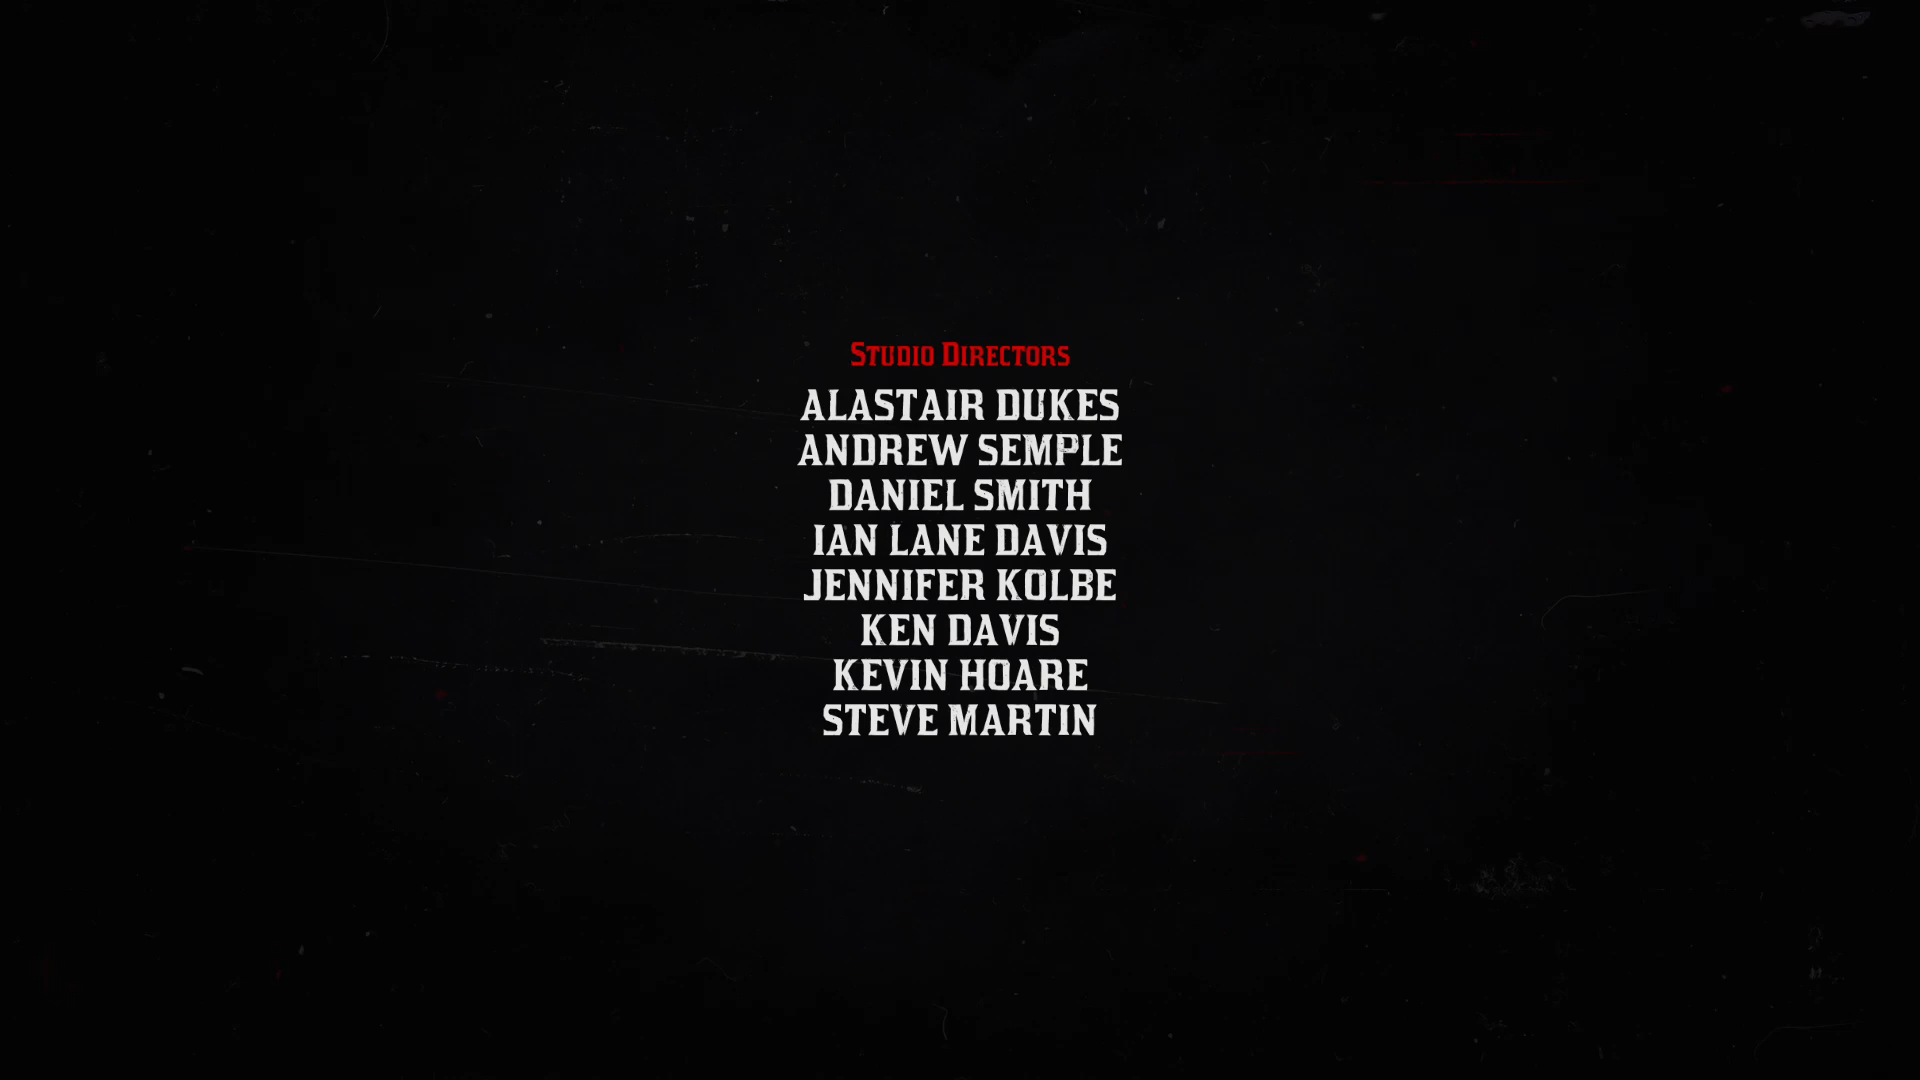 Studio Directors
ALASTAIR DUKES
ANDREW SEMPLE
DANIEL SMITH
IAN LANE DAVIS
JENNIFER KOLBE
KEN DAVIS
KEVIN HOARE
STEVE MARTIN